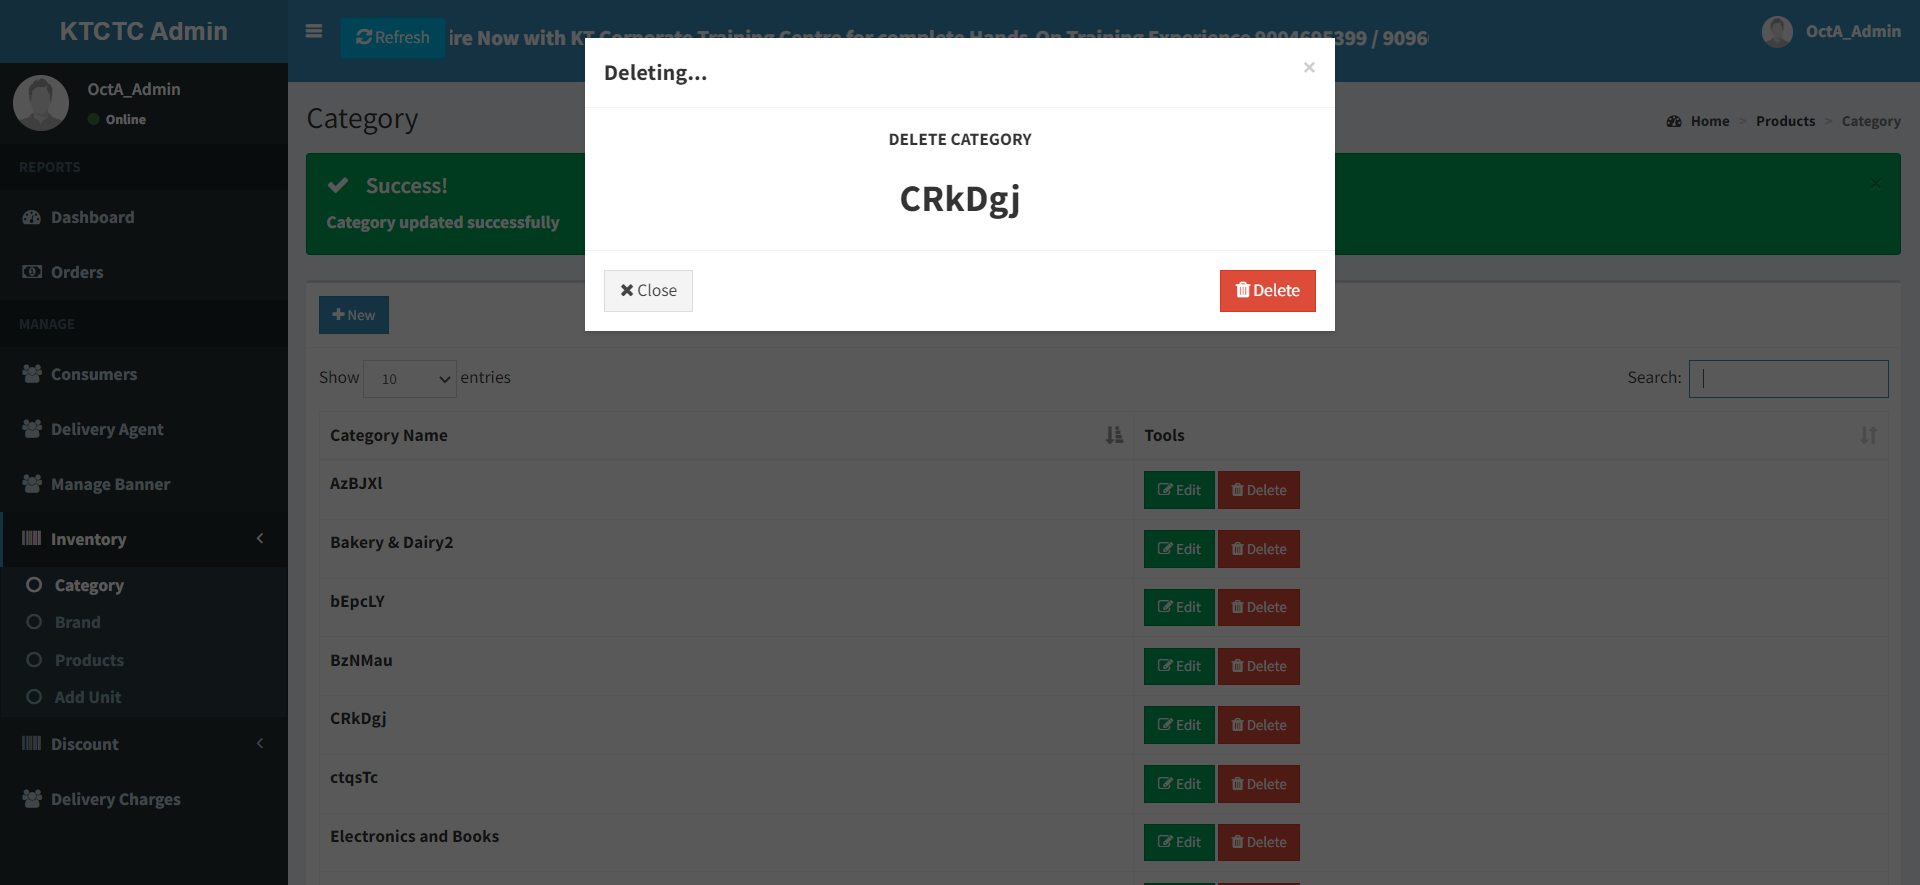 KTCTC Admin
Refresh
ire Now with KT Corporate Training Centre for complete Hands-On Training Experience 9004695399 / 9096
OctA_Admin
OctA_Admin
Online
REPORTS
Dashboard
Orders
MANAGE
Consumers
Delivery Agent
Manage Banner
Inventory
Category
Brand
Products
Add Unit
Discount
Delivery Charges
Category
Home > Products > Category
Success!
Category updated successfully
Deleting...
×
DELETE CATEGORY
CRkDgj
Close
Delete
New
Show 10 entries
Search:
Category Name Tools
AzBJXl Edit Delete
Bakery & Dairy2 Edit Delete
bEpcLY Edit Delete
BzNMau Edit Delete
CRkDgj Edit Delete
ctqsTc Edit Delete
Electronics and Books Edit Delete